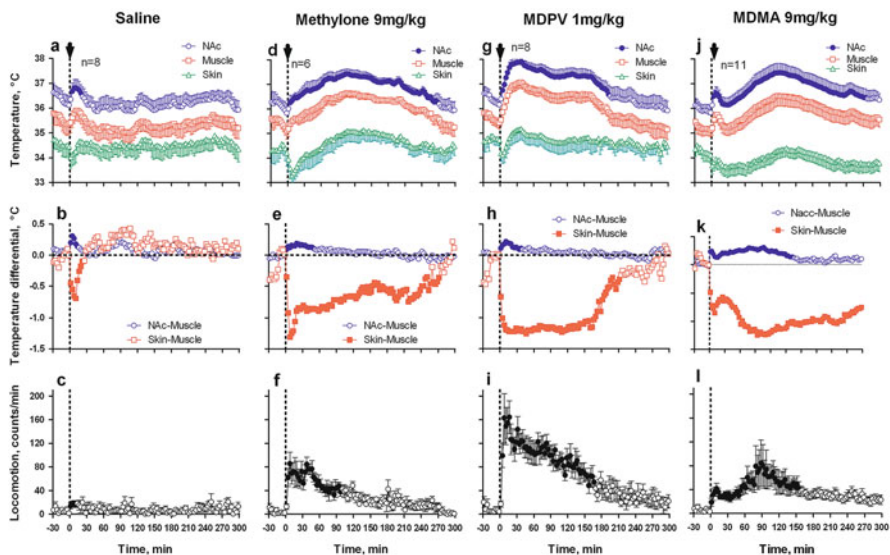 Saline
Methylone 9mg/kg
MDPV 1mg/kg
MDMA 9mg/kg
Temperature, °C
38
37
36
35
34
33
a
n=8
NAc
Muscle
Skin
d
n=6
NAc
Muscle
Skin
g
n=8
NAc
Muscle
Skin
j
n=11
NAc
Muscle
Skin
Temperature differential, °C
0.5
0.0
-0.5
-1.0
-1.5
b
NAc-Muscle
Skin-Muscle
e
NAc-Muscle
Skin-Muscle
h
NAc-Muscle
Skin-Muscle
k
Nacc-Muscle
Skin-Muscle
Locomotion, counts/min
200
160
120
80
40
0
c
f
i
l
-30 0 30 60 90 120 150 180 210 240 270 300
-30 0 30 60 90 120 150 180 210 240 270 300
-30 0 30 60 90 120 150 180 210 240 270 300
-30 0 30 60 90 120 150 180 210 240 270 300
Time, min
Time, min
Time, min
Time, min